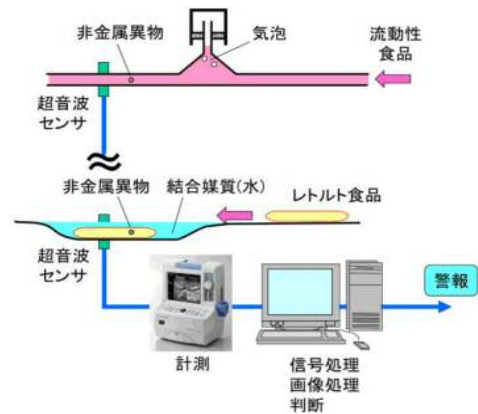 非金属異物
気泡
流動性
食品
超音波
センサ
非金属異物
結合媒質(水)
レトルト食品
超音波
センサ
警報
計測
信号処理
画像処理
判断